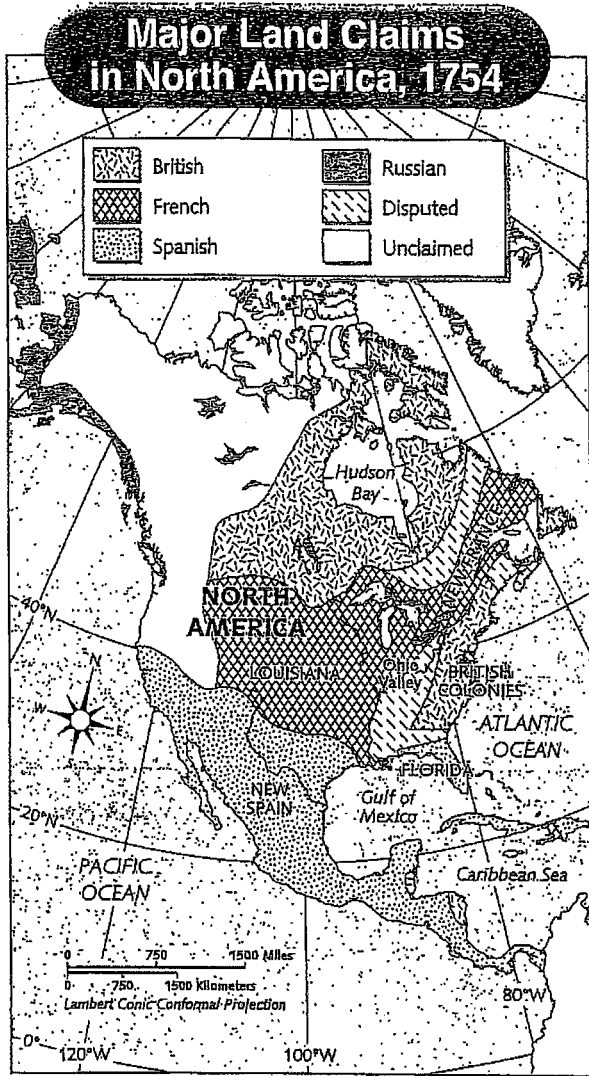 Major Land Claims
in North America, 1754
British
Russian
French
Disputed
Spanish
Unclaimed
Hudson
Bay
NEW FRANCE
40°N
NORTH
AMERICA
LOUISIANA
Ohio
Valley
BRITISH
COLONIES
N
W
E
S
ATLANTIC
OCEAN
FLORIDA
NEW
SPAIN
Gulf of
Mexico
20°N
PACIFIC
OCEAN
Caribbean Sea
0 750 1500 Miles
0 750 1500 Kilometers
Lambert Conic Conformal Projection
80°W
0°
120°W
100°W